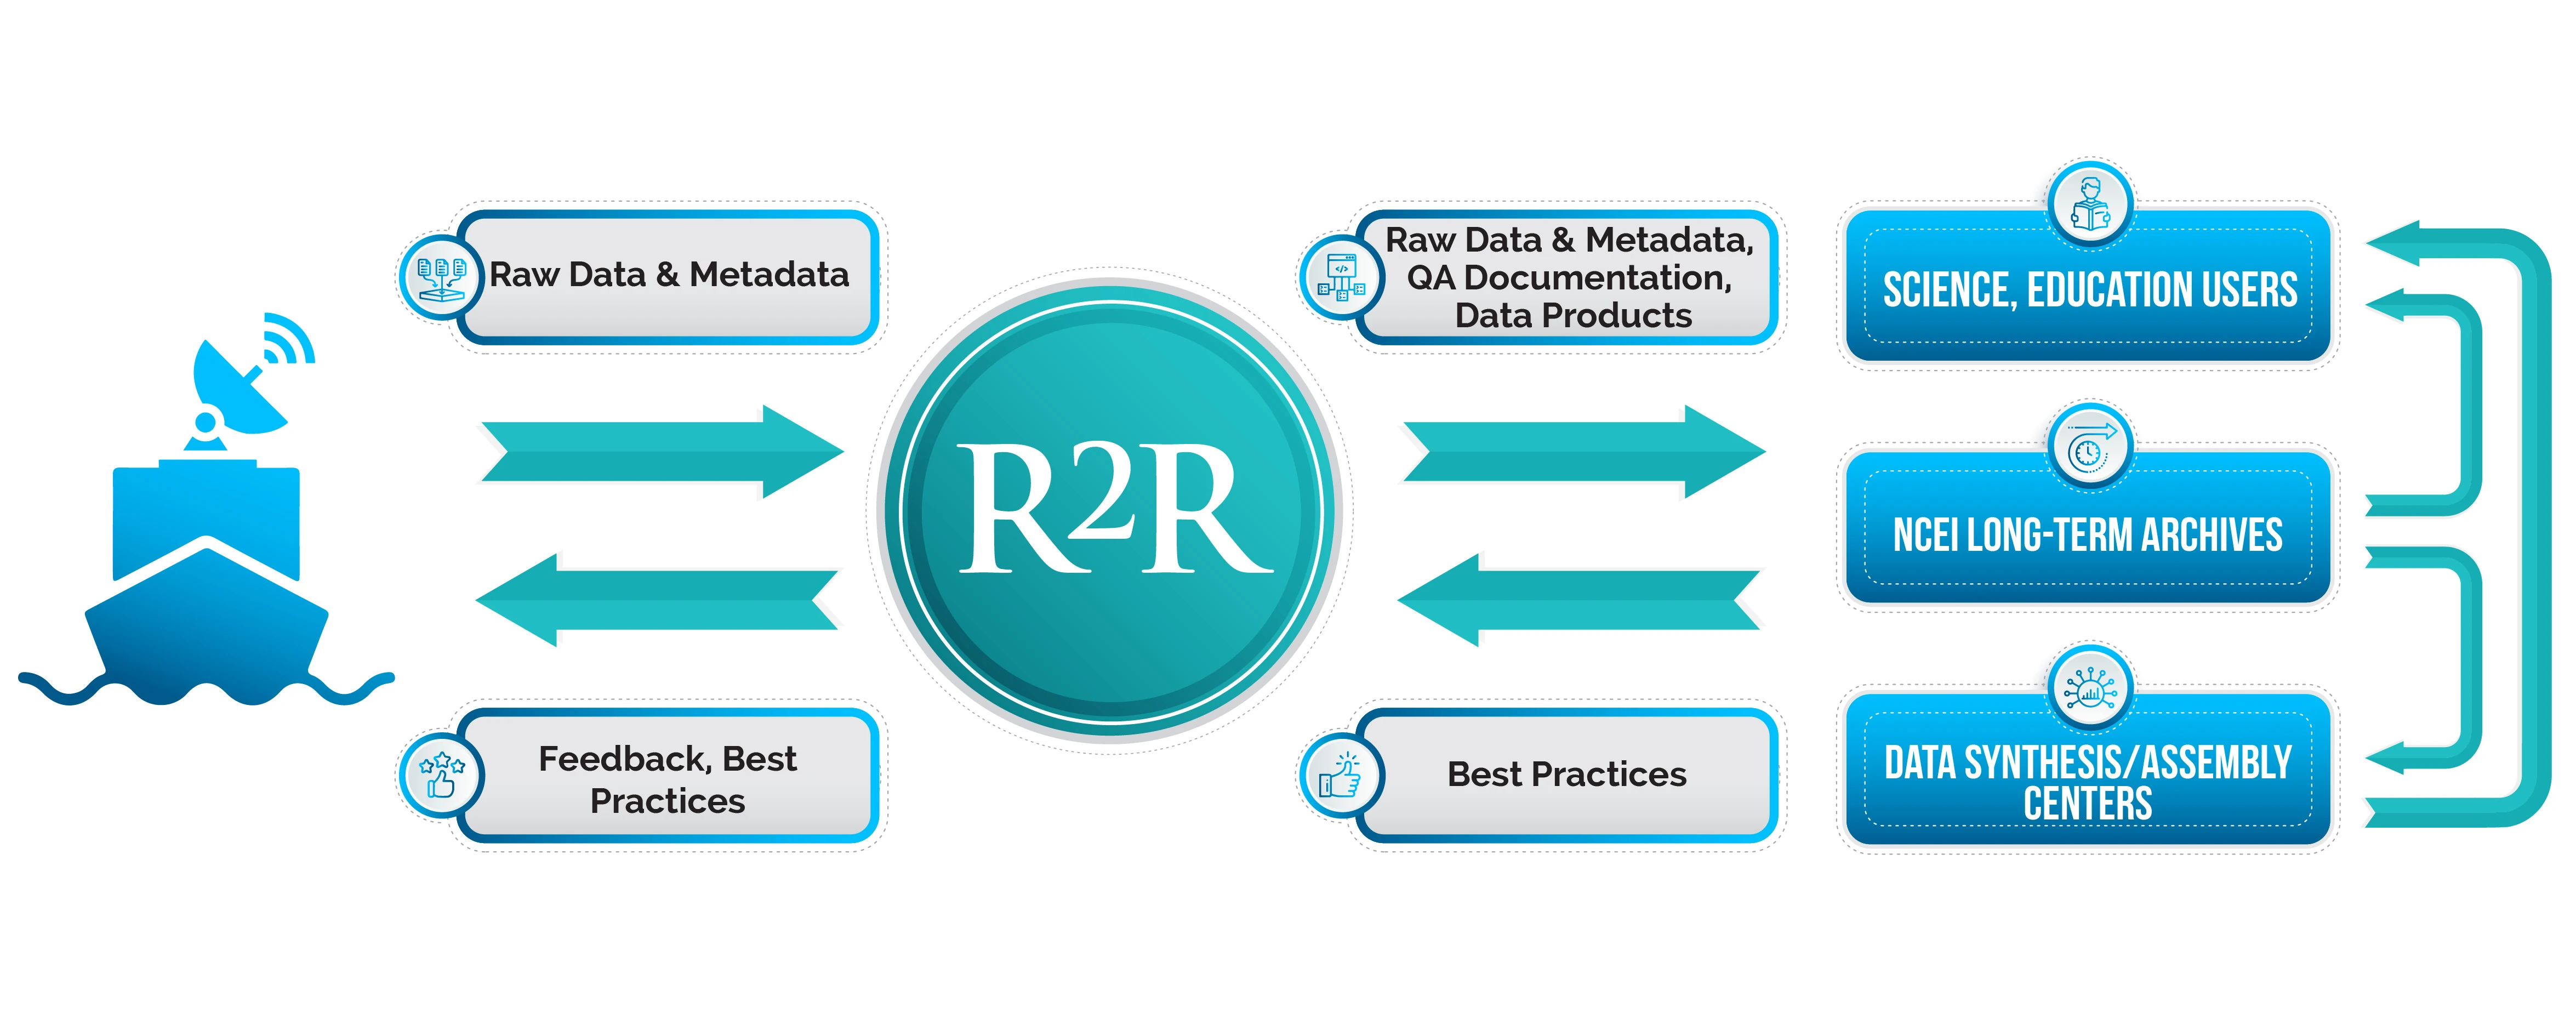 Raw Data & Metadata
Feedback, Best
Practices
R2R
Raw Data & Metadata,
QA Documentation,
Data Products
Best Practices
SCIENCE, EDUCATION USERS
NCEI LONG-TERM ARCHIVES
DATA SYNTHESIS/ASSEMBLY
CENTERS